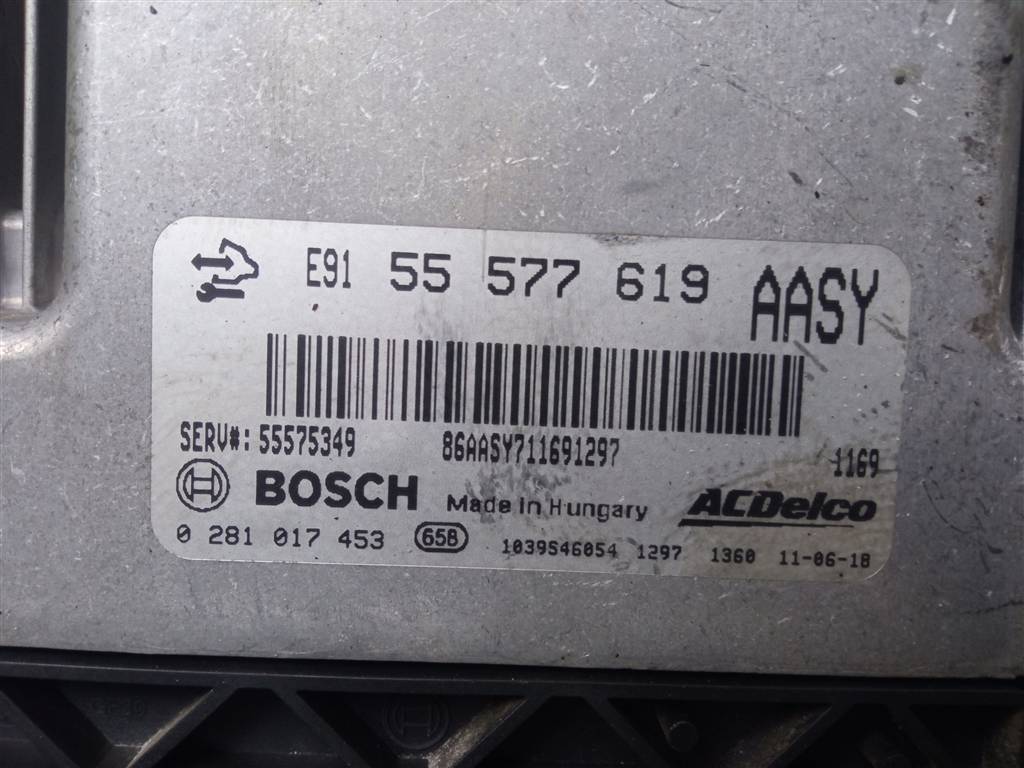 E91 55 577 619 AASY
SERV#: 55575349 86AASY711691297 1169
BOSCH Made in Hungary ACDelco
0 281 017 453 65B 1039S46054 1297 1360 11-06-18